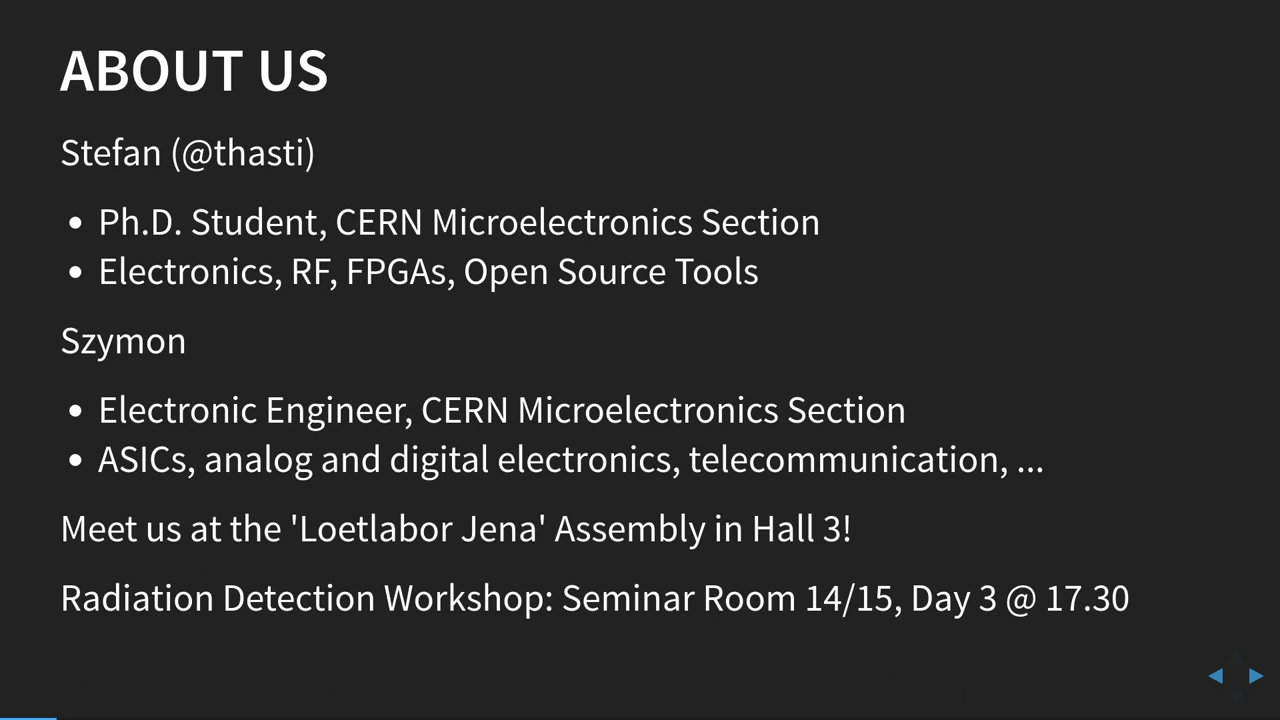 ABOUT US
Stefan (@thasti)
• Ph.D. Student, CERN Microelectronics Section
• Electronics, RF, FPGAs, Open Source Tools
Szymon
• Electronic Engineer, CERN Microelectronics Section
• ASICs, analog and digital electronics, telecommunication, ...
Meet us at the 'Loetlabor Jena' Assembly in Hall 3!
Radiation Detection Workshop: Seminar Room 14/15, Day 3 @ 17.30